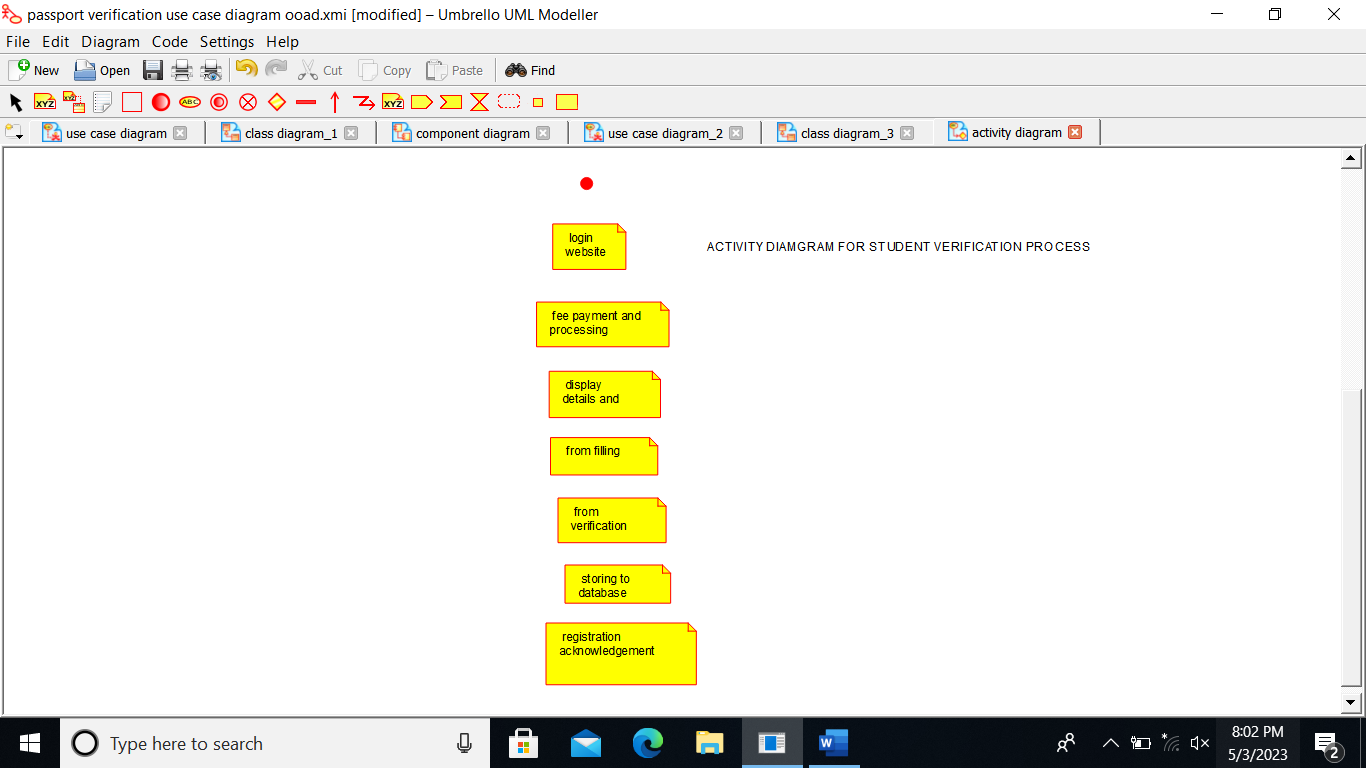 passport verification use case diagram ooad.xmi [modified] – Umbrello UML Modeller
File Edit Diagram Code Settings Help
New Open Cut Copy Paste Find
XYZ XYZ ABC XYZ
use case diagram class diagram_1 component diagram use case diagram_2 class diagram_3 activity diagram
login
website
ACTIVITY DIAMGRAM FOR STUDENT VERIFICATION PROCESS
fee payment and
processing
display
details and
from filling
from
verification
storing to
database
registration
acknowledgement
Type here to search
W
8:02 PM
5/3/2023
2